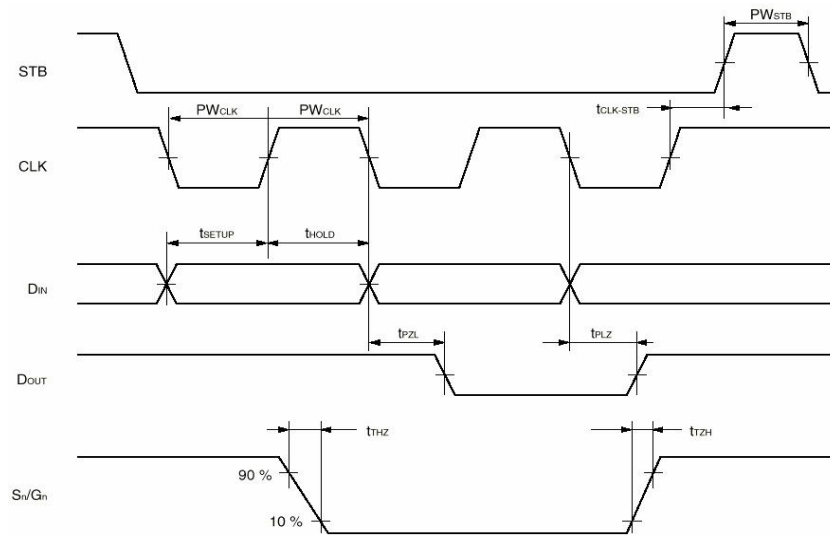 PWSTB
STB
tCLK-STB
PWCLK PWCLK
CLK
tSETUP tHOLD
DIN
tPZL tPLZ
DOUT
tTHZ tTZH
90 %
Sn/Gn
10 %